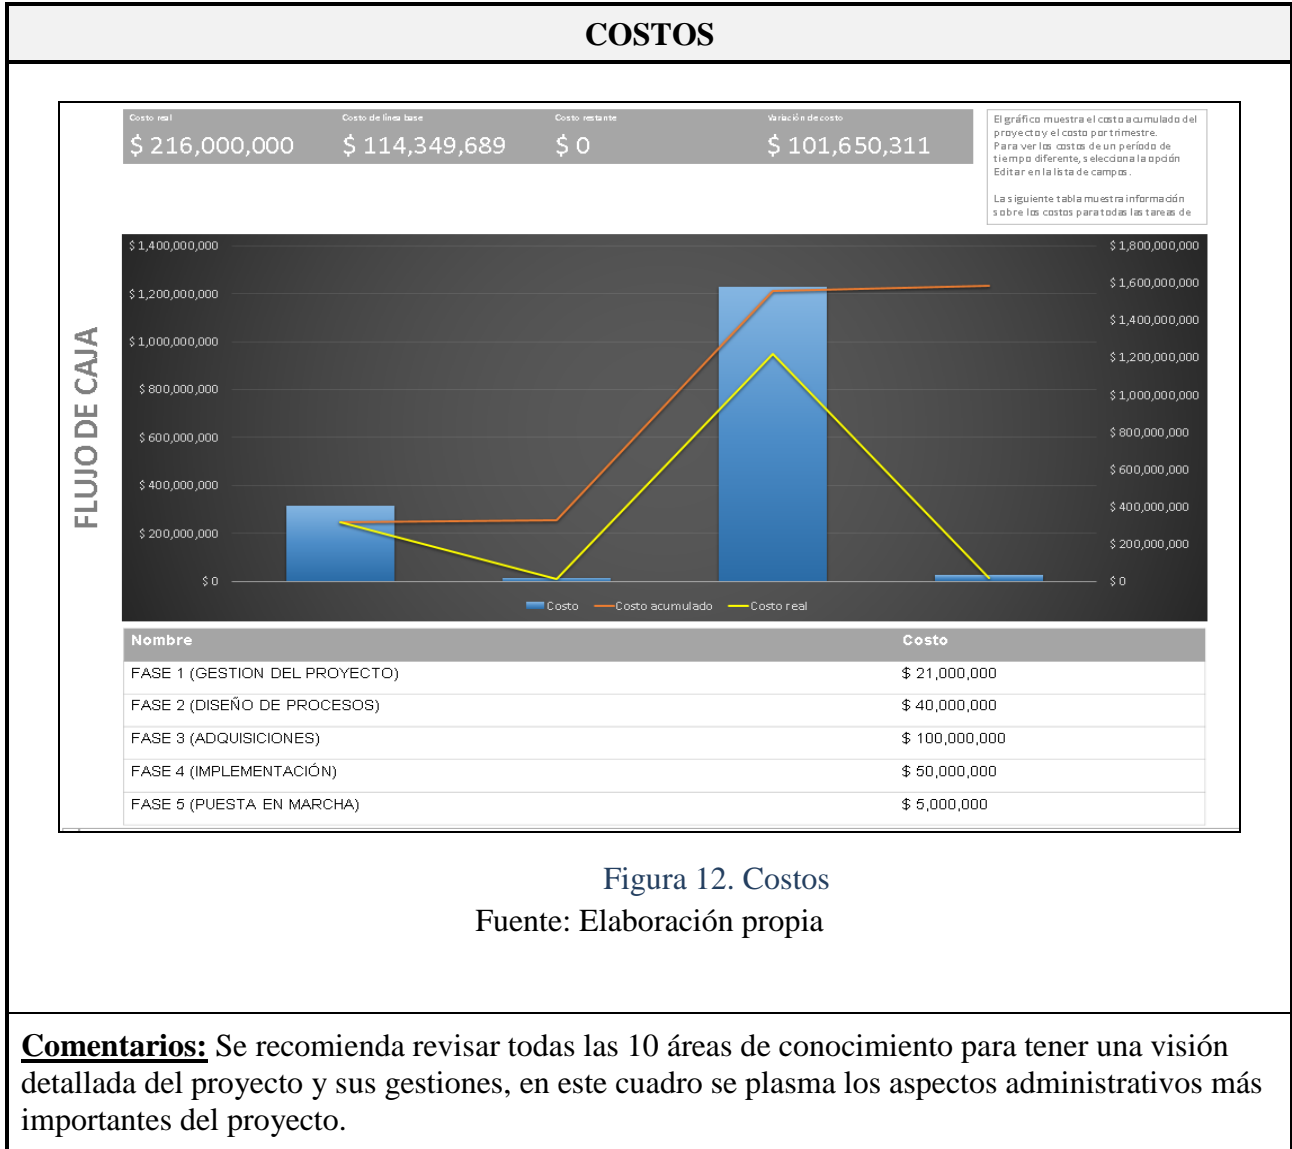 COSTOS
Costo real
Costo de línea base
Costo restante
Variación de costo
$ 216,000,000
$ 114,349,689
$ 0
$ 101,650,311
El gráfico muestra el costo acumulado del
proyecto y el costo por trimestre.
Para ver los costos de un período de
tiempo diferente, selecciona la opción
Editar en la lista de campos.
La siguiente tabla muestra información
sobre los costos para todas las tareas de
FLUJO DE CAJA
$ 1,400,000,000
$ 1,200,000,000
$ 1,000,000,000
$ 800,000,000
$ 600,000,000
$ 400,000,000
$ 200,000,000
$ 0
$ 1,800,000,000
$ 1,600,000,000
$ 1,400,000,000
$ 1,200,000,000
$ 1,000,000,000
$ 800,000,000
$ 600,000,000
$ 400,000,000
$ 200,000,000
$ 0
Costo Costo acumulado Costo real
Nombre Costo
FASE 1 (GESTION DEL PROYECTO) $ 21,000,000
FASE 2 (DISEÑO DE PROCESOS) $ 40,000,000
FASE 3 (ADQUISICIONES) $ 100,000,000
FASE 4 (IMPLEMENTACIÓN) $ 50,000,000
FASE 5 (PUESTA EN MARCHA) $ 5,000,000
Figura 12. Costos
Fuente: Elaboración propia
Comentarios: Se recomienda revisar todas las 10 áreas de conocimiento para tener una visión
detallada del proyecto y sus gestiones, en este cuadro se plasma los aspectos administrativos más
importantes del proyecto.